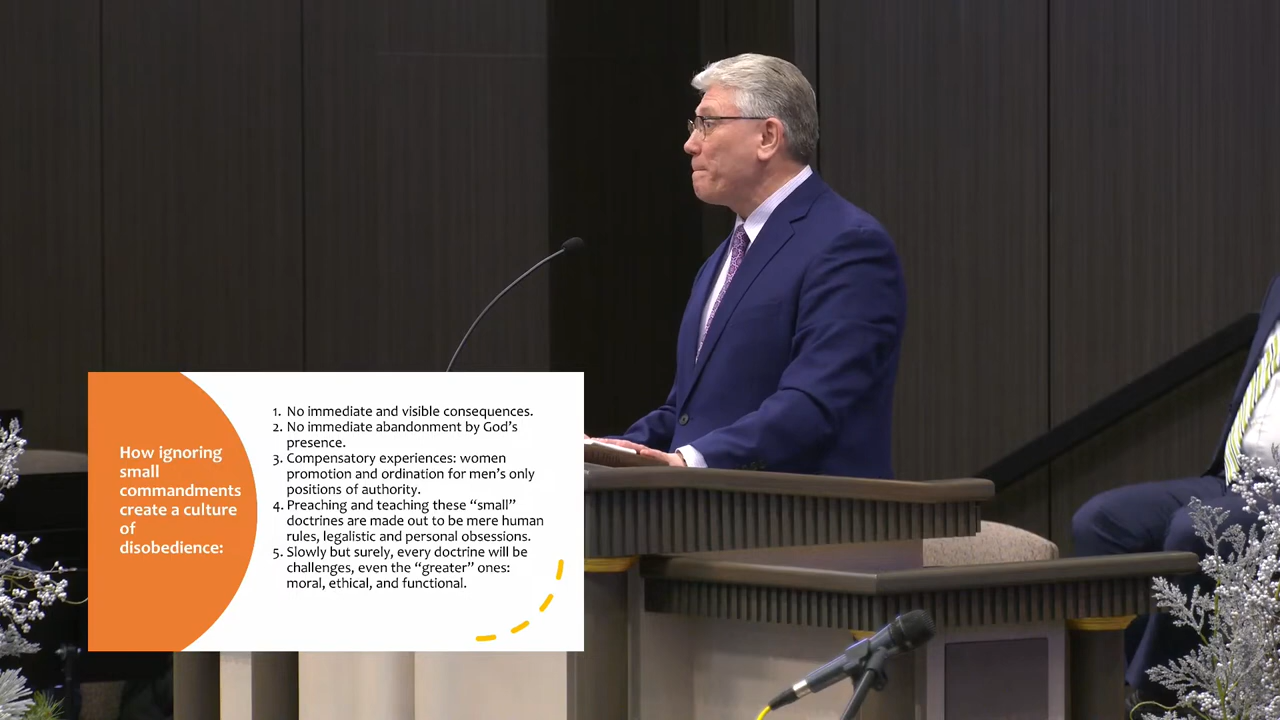 How ignoring
small
commandments
create a culture
of
disobedience:
1. No immediate and visible consequences.
2. No immediate abandonment by God's
presence.
3. Compensatory experiences: women
promotion and ordination for men's only
positions of authority.
4. Preaching and teaching these “small”
doctrines are made out to be mere human
rules, legalistic and personal obsessions.
5. Slowly but surely, every doctrine will be
challenges, even the “greater” ones:
moral, ethical, and functional.